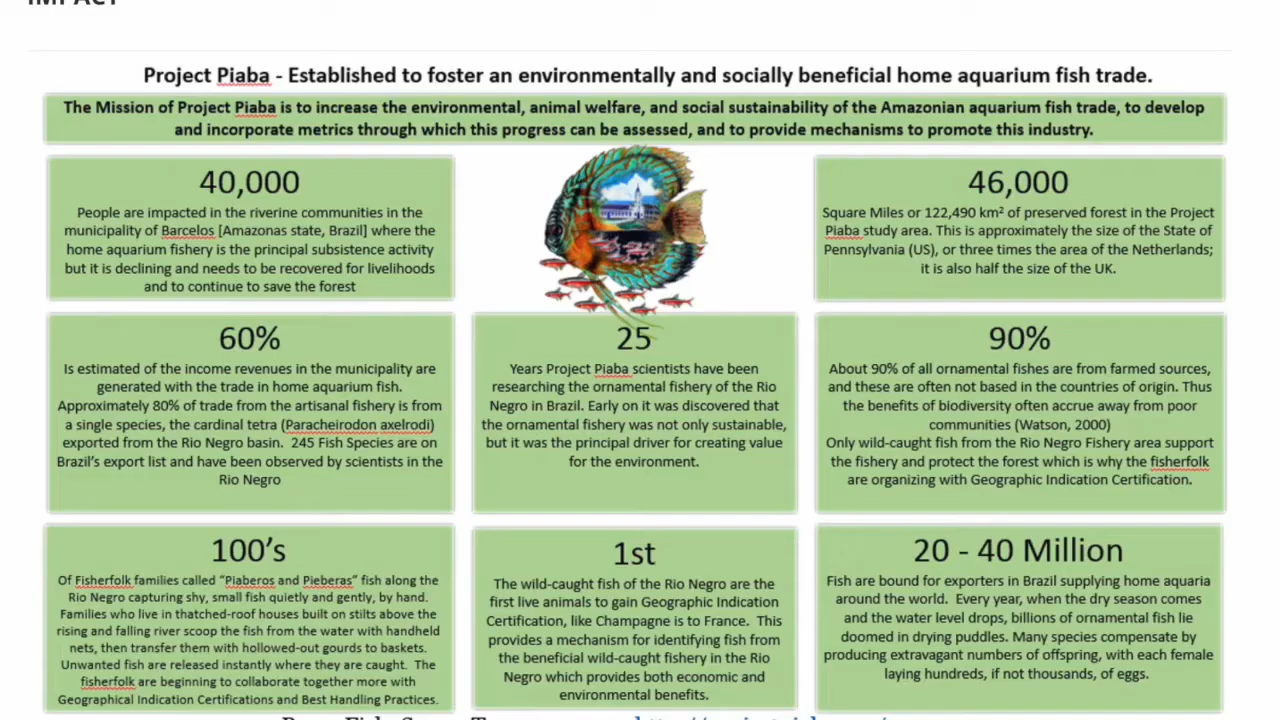 IMPACT
Project Piaba - Established to foster an environmentally and socially beneficial home aquarium fish trade.
The Mission of Project Piaba is to increase the environmental, animal welfare, and social sustainability of the Amazonian aquarium fish trade, to develop
and incorporate metrics through which this progress can be assessed, and to provide mechanisms to promote this industry.
40,000
People are impacted in the riverine communities in the
municipality of Barcelos [Amazonas state, Brazil] where the
home aquarium fishery is the principal subsistence activity
but it is declining and needs to be recovered for livelihoods
and to continue to save the forest
46,000
Square Miles or 122,490 km² of preserved forest in the Project
Piaba study area. This is approximately the size of the State of
Pennsylvania (US), or three times the area of the Netherlands;
it is also half the size of the UK.
60%
Is estimated of the income revenues in the municipality are
generated with the trade in home aquarium fish.
Approximately 80% of trade from the artisanal fishery is from
a single species, the cardinal tetra (Paracheirodon axelrodi)
exported from the Rio Negro basin. 245 Fish Species are on
Brazil's export list and have been observed by scientists in the
Rio Negro
25
Years Project Piaba scientists have been
researching the ornamental fishery of the Rio
Negro in Brazil. Early on it was discovered that
the ornamental fishery was not only sustainable,
but it was the principal driver for creating value
for the environment.
90%
About 90% of all ornamental fishes are from farmed sources,
and these are often not based in the countries of origin. Thus
the benefits of biodiversity often accrue away from poor
communities (Watson, 2000)
Only wild-caught fish from the Rio Negro Fishery area support
the fishery and protect the forest which is why the fisherfolk
are organizing with Geographic Indication Certification.
100's
Of Fisherfolk families called "Piaberos and Pieberas" fish along the
Rio Negro capturing shy, small fish quietly and gently, by hand.
Families who live in thatched-roof houses built on stilts above the
rising and falling river scoop the fish from the water with handheld
nets, then transfer them with hollowed-out gourds to baskets.
Unwanted fish are released instantly where they are caught. The
fisherfolk are beginning to collaborate together more with
Geographical Indication Certifications and Best Handling Practices.
1st
The wild-caught fish of the Rio Negro are the
first live animals to gain Geographic Indication
Certification, like Champagne is to France. This
provides a mechanism for identifying fish from
the beneficial wild-caught fishery in the Rio
Negro which provides both economic and
environmental benefits.
20 - 40 Million
Fish are bound for exporters in Brazil supplying home aquaria
around the world. Every year, when the dry season comes
and the water level drops, billions of ornamental fish lie
doomed in drying puddles. Many species compensate by
producing extravagant numbers of offspring, with each female
laying hundreds, if not thousands, of eggs.